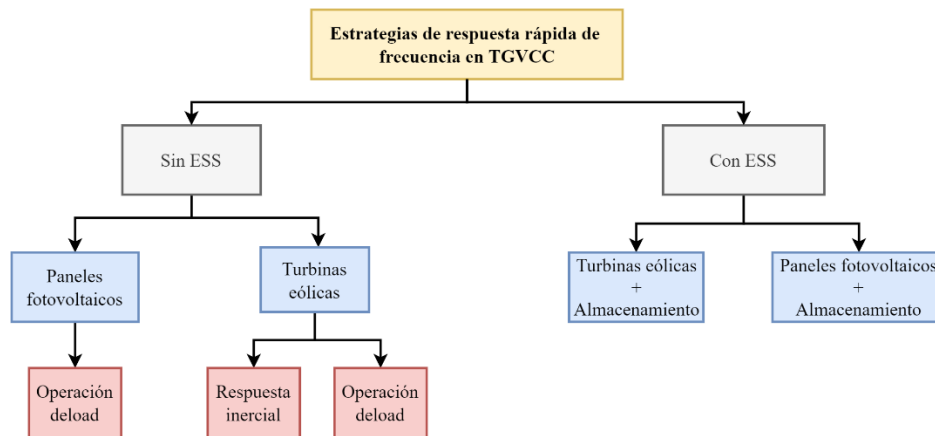 Estrategias de respuesta rápida de
frecuencia en TGVCC
Sin ESS
Con ESS
Paneles
fotovoltaicos
Turbinas
eólicas
Turbinas eólicas
+
Almacenamiento
Paneles fotovoltaicos
+
Almacenamiento
Operación
deload
Respuesta
inercial
Operación
deload